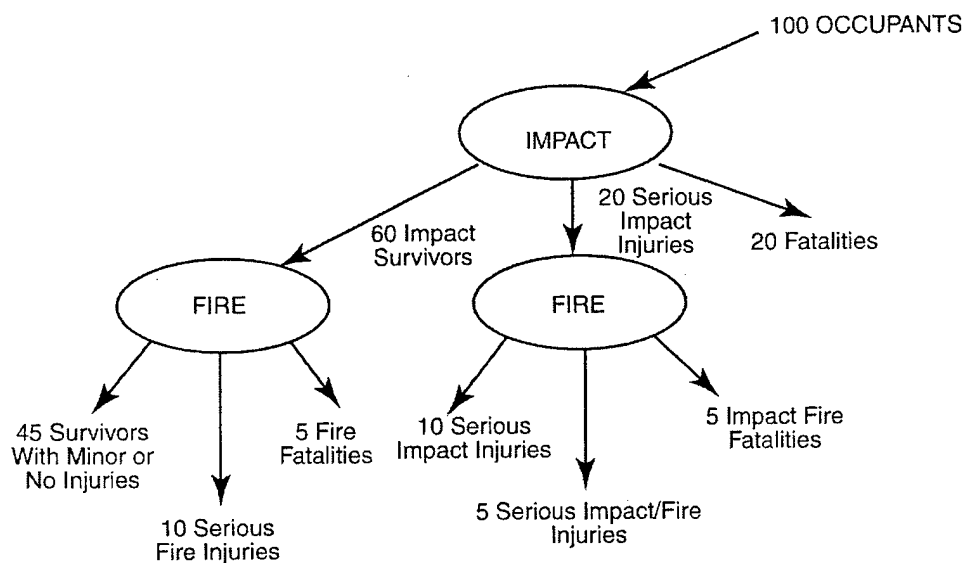 100 OCCUPANTS
IMPACT
60 Impact
Survivors
20 Serious
Impact
Injuries
20 Fatalities
FIRE
FIRE
45 Survivors
With Minor or
No Injuries
10 Serious
Fire Injuries
5 Fire
Fatalities
10 Serious
Impact Injuries
5 Serious Impact/Fire
Injuries
5 Impact Fire
Fatalities